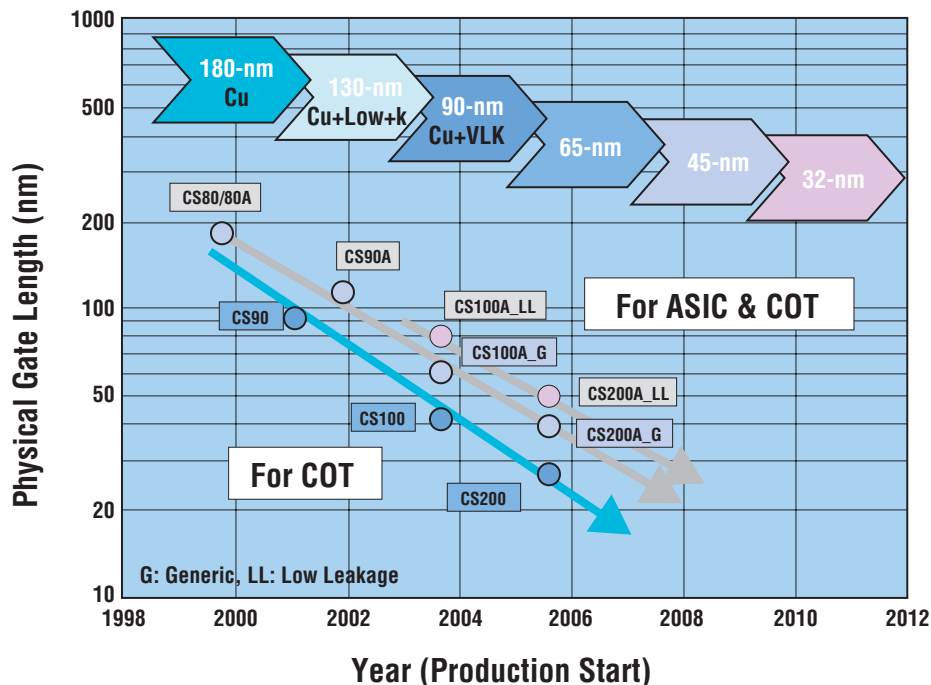 1000
500
200
100
50
20
10
Physical Gate Length (nm)
180-nm
Cu
130-nm
Cu+Low+k
90-nm
Cu+VLK
65-nm
45-nm
32-nm
CS80/80A
CS90A
CS90
CS100A_LL
CS100A_G
CS100
CS200A_LL
CS200A_G
CS200
For ASIC & COT
For COT
G: Generic, LL: Low Leakage
1998 2000 2002 2004 2006 2008 2010 2012
Year (Production Start)